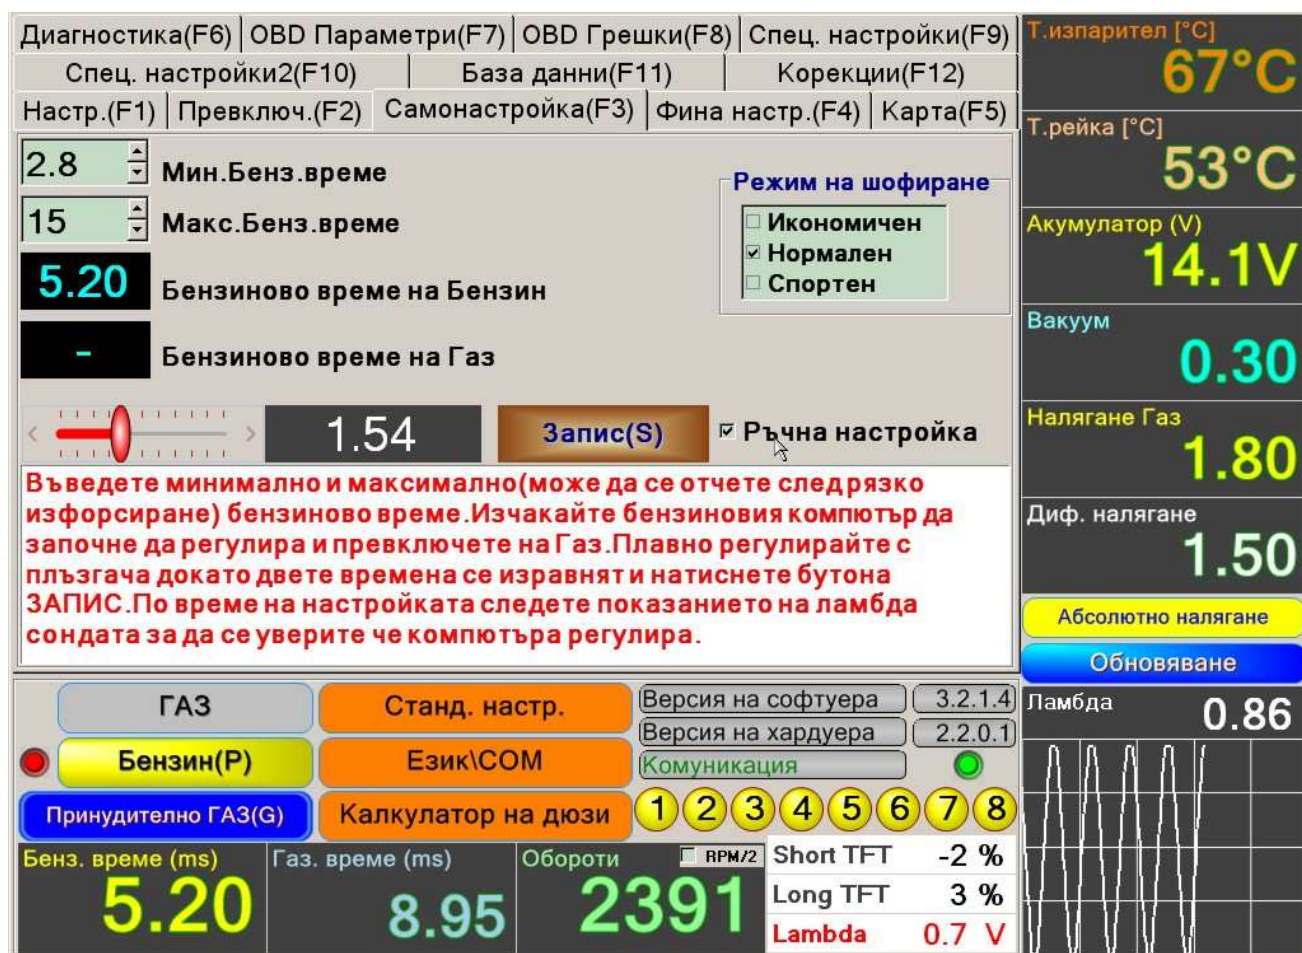 Диагностика(F6) OBD Параметри(F7) OBD Грешки(F8) Спец. настройки(F9)
Спец. настройки2(F10) База данни(F11) Корекции(F12)
Настр.(F1) Превключ.(F2) Самонастройка(F3) Фина настр.(F4) Карта(F5)
2.8 Мин.Бенз.време
15 Макс.Бенз.време
5.20 Бензиново време на Бензин
- Бензиново време на Газ
Режим на шофиране
Икономичен
Нормален
Спортен
1.54 Запис(S) Ръчна настройка
Въведете минимално и максимално(може да се отчете след рязко
изфорсиране) бензиново време.Изчакайте бензиновия компютър да
започне да регулира и превключете на Газ.Плавно регулирайте с
плъзгача докато двете времена се изравнят и натиснете бутона
ЗАПИС.По време на настройката следете показанието на ламбда
сондата за да се уверите че компютъра регулира.
ГАЗ Станд. настр. Версия на софтуера 3.2.1.4
Версия на хардуера 2.2.0.1
Бензин(P) Език\COM Комуникация
Принудително ГАЗ(G) Калкулатор на дюзи 1 2 3 4 5 6 7 8
Бенз. време (ms) Газ. време (ms) Обороти RPM/2
5.20 8.95 2391
Short TFT -2 %
Long TFT 3 %
Lambda 0.7 V
Т.изпарител [°C]
67°C
Т.рейка [°C]
53°C
Акумулатор (V)
14.1V
Вакуум
0.30
Налягане Газ
1.80
Диф. налягане
1.50
Абсолютно налягане
Обновяване
Ламбда 0.86